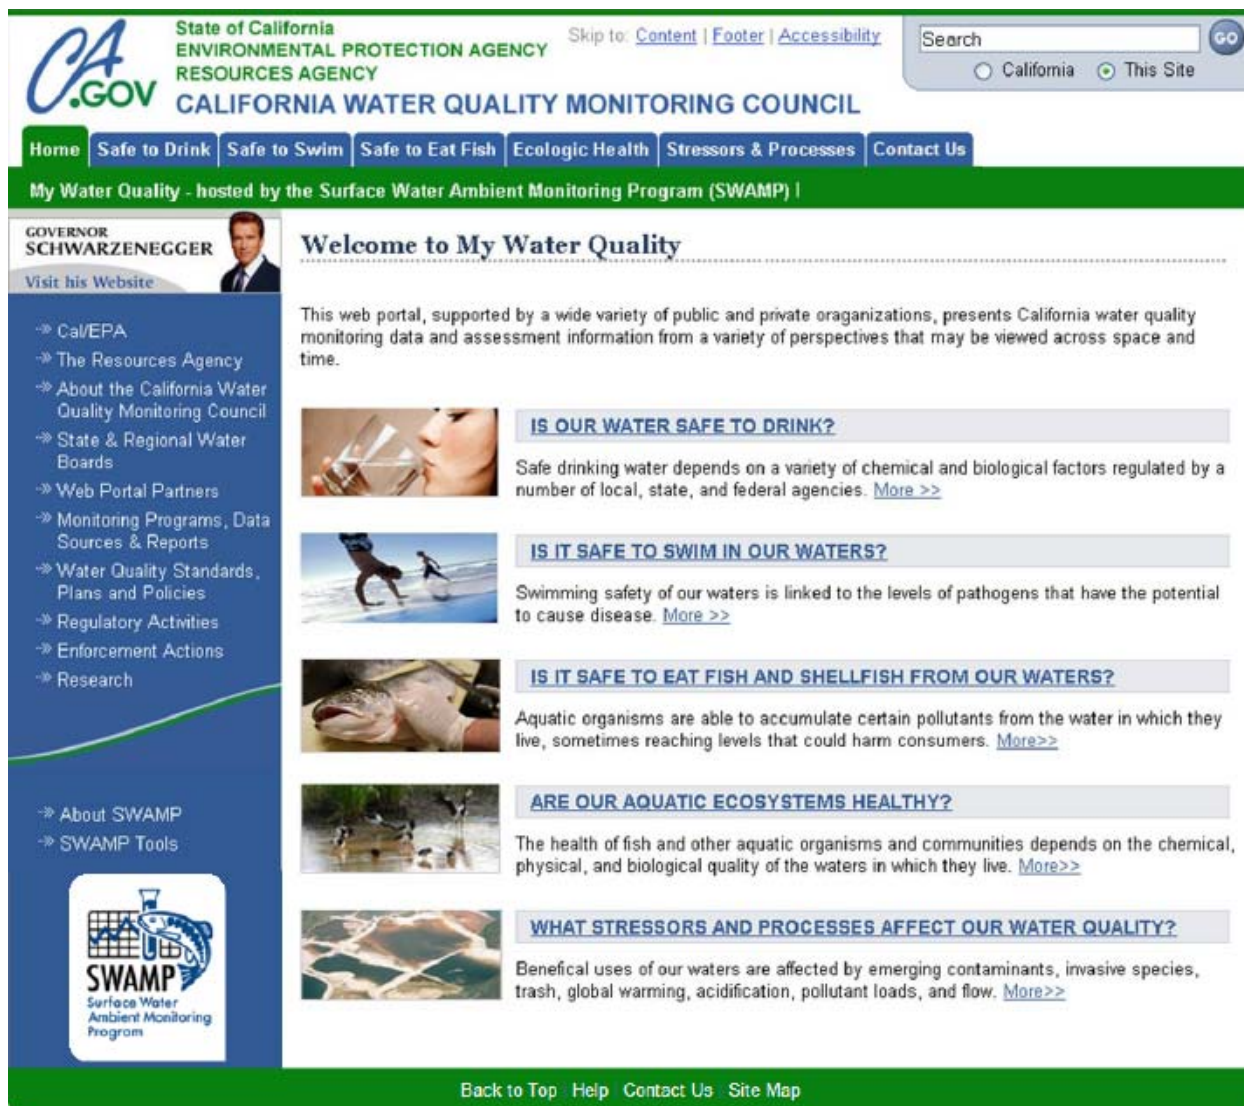 State of California
ENVIRONMENTAL PROTECTION AGENCY
RESOURCES AGENCY
CALIFORNIA WATER QUALITY MONITORING COUNCIL
CA.GOV
Skip to: Content | Footer | Accessibility
Search
GO
California This Site
Home Safe to Drink Safe to Swim Safe to Eat Fish Ecologic Health Stressors & Processes Contact Us
My Water Quality - hosted by the Surface Water Ambient Monitoring Program (SWAMP) |
GOVERNOR
SCHWARZENEGGER
Visit his Website
Cal/EPA
The Resources Agency
About the California Water
Quality Monitoring Council
State & Regional Water
Boards
Web Portal Partners
Monitoring Programs, Data
Sources & Reports
Water Quality Standards,
Plans and Policies
Regulatory Activities
Enforcement Actions
Research
About SWAMP
SWAMP Tools
SWAMP
Surface Water
Ambient Monitoring
Program
Welcome to My Water Quality
This web portal, supported by a wide variety of public and private oraganizations, presents California water quality
monitoring data and assessment information from a variety of perspectives that may be viewed across space and
time.
IS OUR WATER SAFE TO DRINK?
Safe drinking water depends on a variety of chemical and biological factors regulated by a
number of local, state, and federal agencies. More >>
IS IT SAFE TO SWIM IN OUR WATERS?
Swimming safety of our waters is linked to the levels of pathogens that have the potential
to cause disease. More >>
IS IT SAFE TO EAT FISH AND SHELLFISH FROM OUR WATERS?
Aquatic organisms are able to accumulate certain pollutants from the water in which they
live, sometimes reaching levels that could harm consumers. More>>
ARE OUR AQUATIC ECOSYSTEMS HEALTHY?
The health of fish and other aquatic organisms and communities depends on the chemical,
physical, and biological quality of the waters in which they live. More>>
WHAT STRESSORS AND PROCESSES AFFECT OUR WATER QUALITY?
Benefical uses of our waters are affected by emerging contaminants, invasive species,
trash, global warming, acidification, pollutant loads, and flow. More>>
Back to Top Help Contact Us Site Map